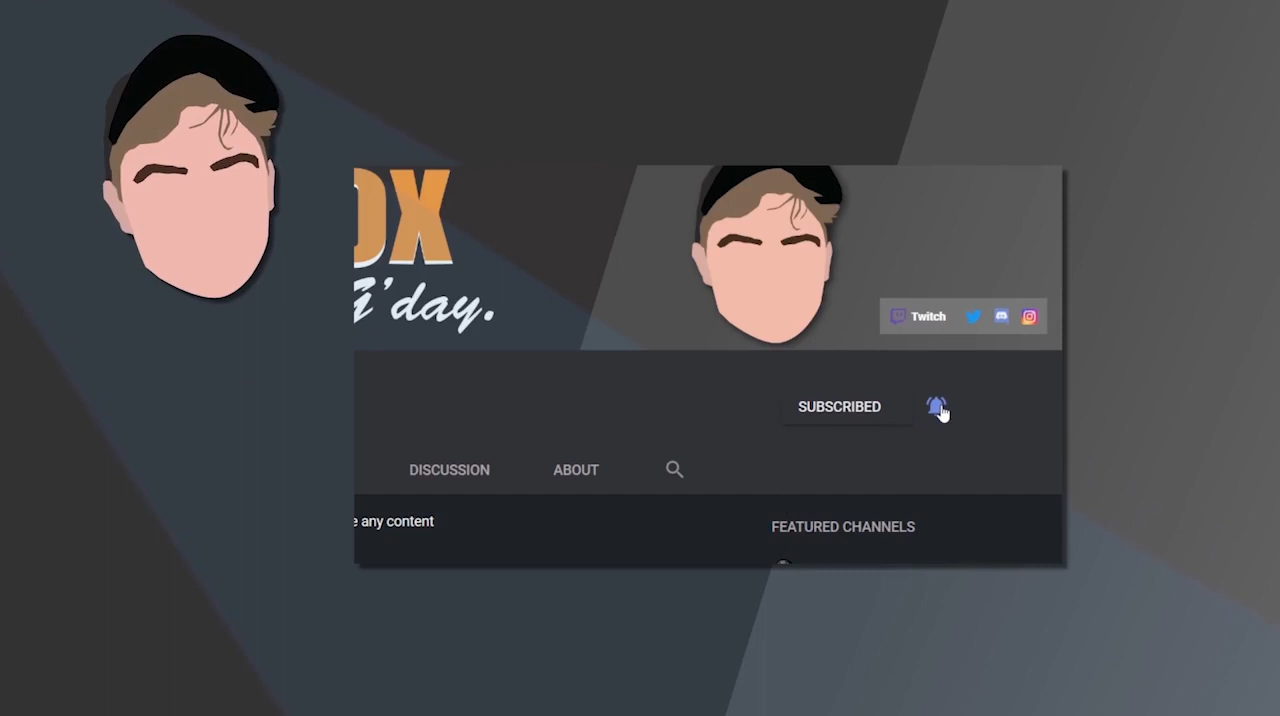 OX
G'day.
Twitch
SUBSCRIBED
DISCUSSION
ABOUT
e any content
FEATURED CHANNELS